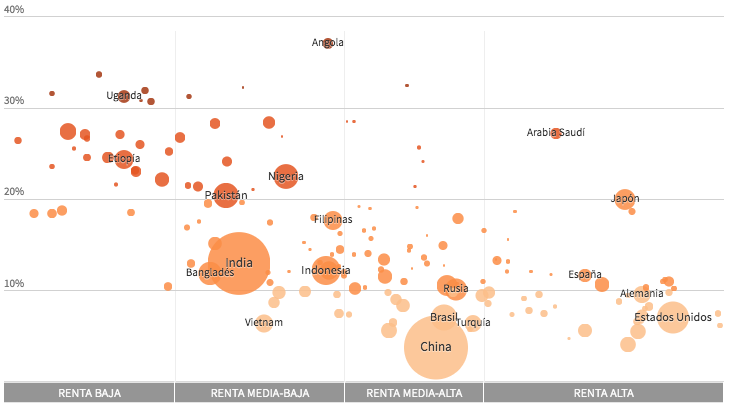 40%
Angola
Uganda
30%
Arabia Saudí
Etiopía
Nigeria
Pakistán
Japón
20%
Filipinas
India
Bangladés
Indonesia
España
Rusia
Alemania
10%
Vietnam
Brasil
Turquía
Estados Unidos
China
RENTA BAJA
RENTA MEDIA-BAJA
RENTA MEDIA-ALTA
RENTA ALTA